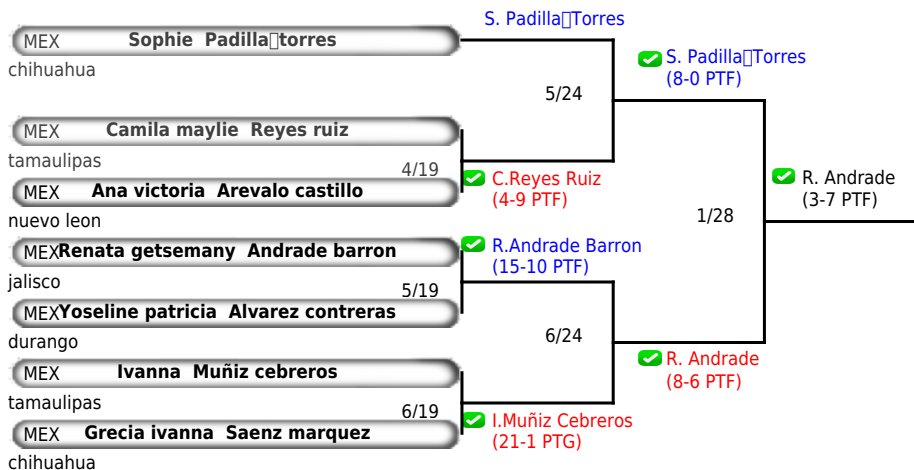 S. Padilla▯Torres
MEX Sophie Padilla▯torres
chihuahua
S. Padilla▯Torres
(8-0 PTF)
5/24
MEX Camila maylie Reyes ruiz
tamaulipas
4/19
C.Reyes Ruiz
(4-9 PTF)
MEX Ana victoria Arevalo castillo
nuevo leon
R. Andrade
(3-7 PTF)
1/28
MEX Renata getsemany Andrade barron
jalisco
R.Andrade Barron
(15-10 PTF)
5/19
MEX Yoseline patricia Alvarez contreras
durango
6/24
R. Andrade
(8-6 PTF)
MEX Ivanna Muñiz cebreros
tamaulipas
6/19
I.Muñiz Cebreros
(21-1 PTG)
MEX Grecia ivanna Saenz marquez
chihuahua